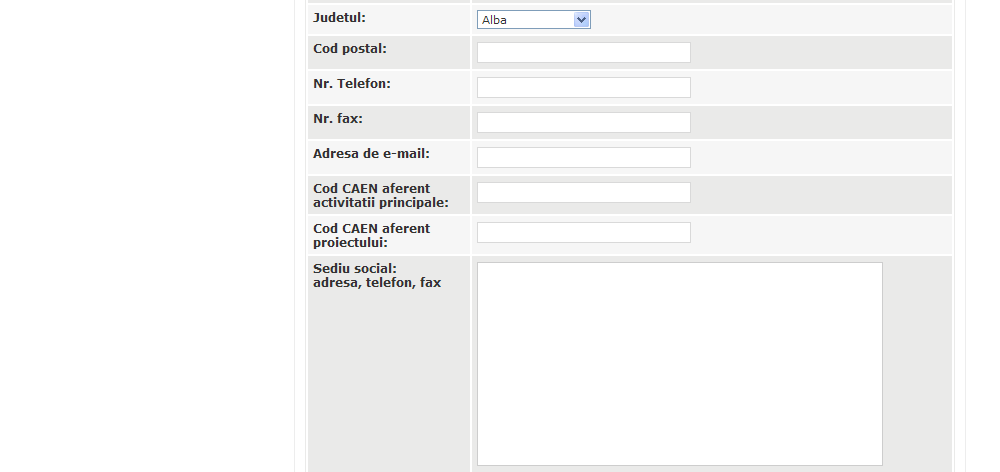 Judetul:
Alba
Cod postal:
Nr. Telefon:
Nr. fax:
Adresa de e-mail:
Cod CAEN aferent
activitatii principale:
Cod CAEN aferent
proiectului:
Sediu social:
adresa, telefon, fax